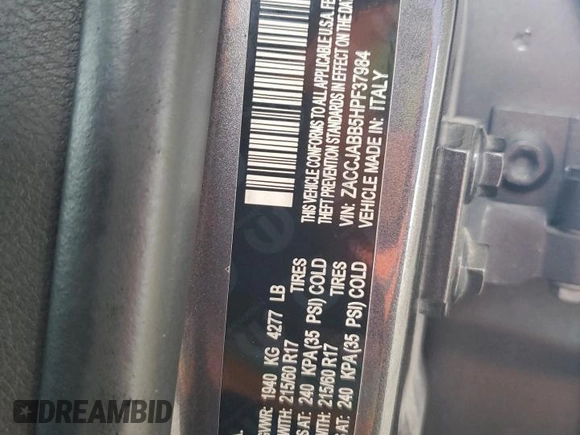 THIS VEHICLE CONFORMS TO ALL APPLICABLE U.S.A. FE
THEFT PREVENTION STANDARDS IN EFFECT ON THE DAT
VIN: ZACCJABB5HPF37984
VEHICLE MADE IN: ITALY
GVWR: 1940 KG 4277 LB
WITH: 215/60 R17 TIRES
S AT: 240 KPA(35 PSI) COLD
WITH: 215/60 R17 TIRES
S AT: 240 KPA(35 PSI) COLD
DREAMBID